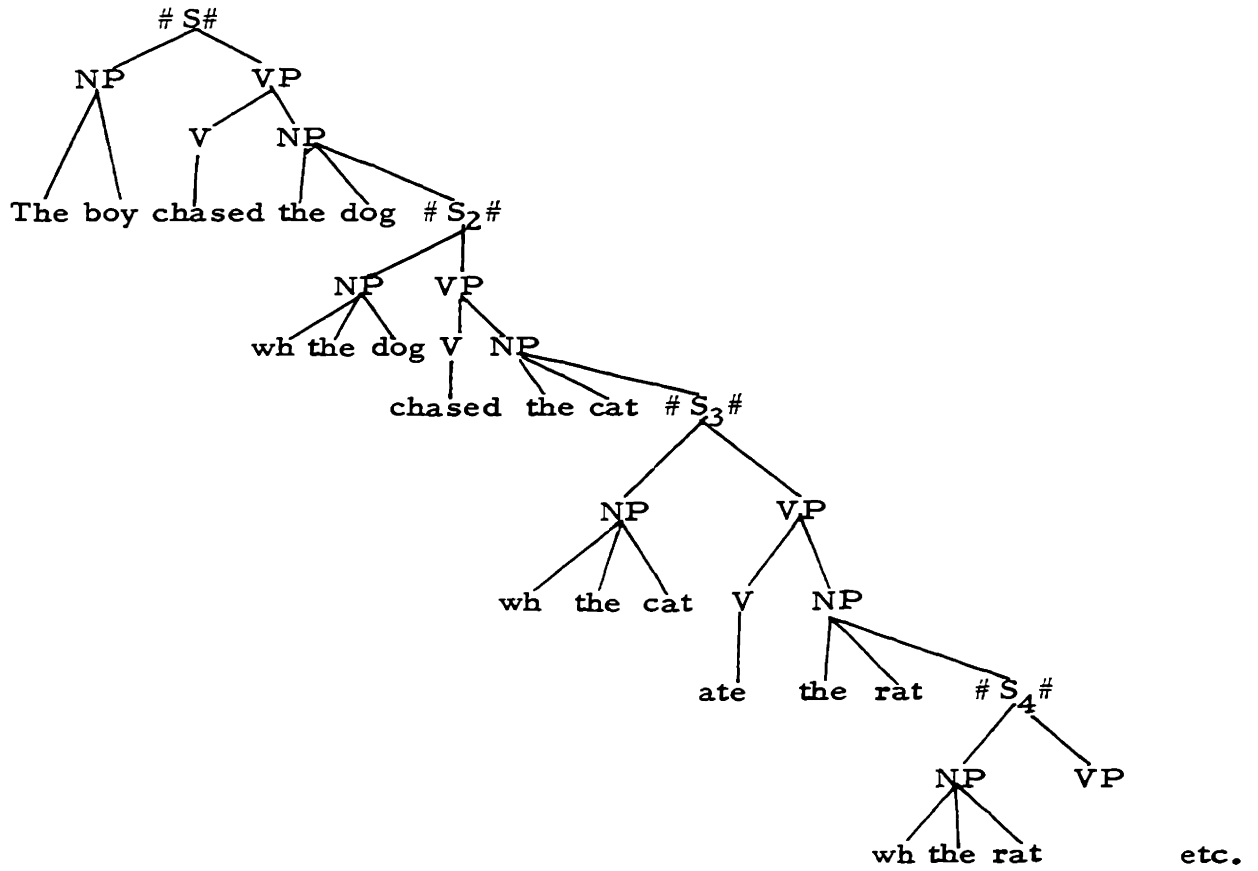 # S#
NP VP
V NP
The boy chased the dog # S2 #
NP VP
wh the dog V NP
chased the cat # S3 #
NP VP
wh the cat V NP
ate the rat # S4 #
NP VP
wh the rat etc.